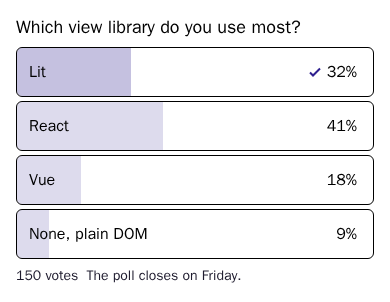 Which view library do you use most?
Lit ✓ 32%
React 41%
Vue 18%
None, plain DOM 9%
150 votes The poll closes on Friday.